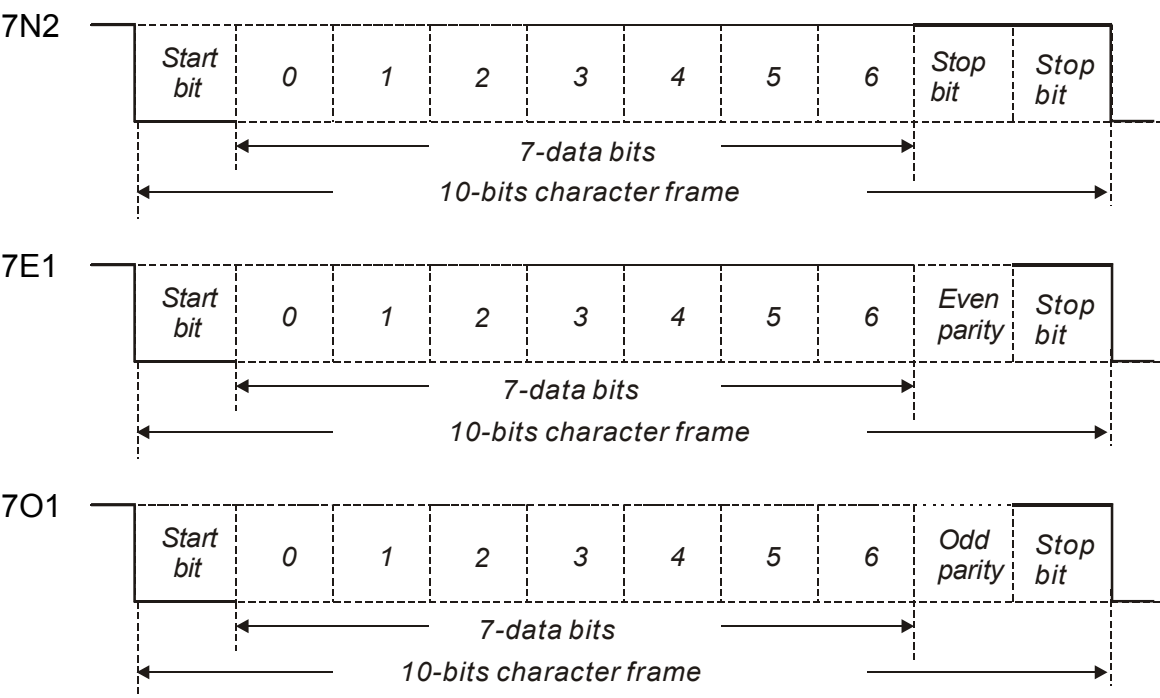 7N2
Start bit 0 1 2 3 4 5 6 Stop bit Stop bit
7-data bits
10-bits character frame
7E1
Start bit 0 1 2 3 4 5 6 Even parity Stop bit
7-data bits
10-bits character frame
7O1
Start bit 0 1 2 3 4 5 6 Odd parity Stop bit
7-data bits
10-bits character frame